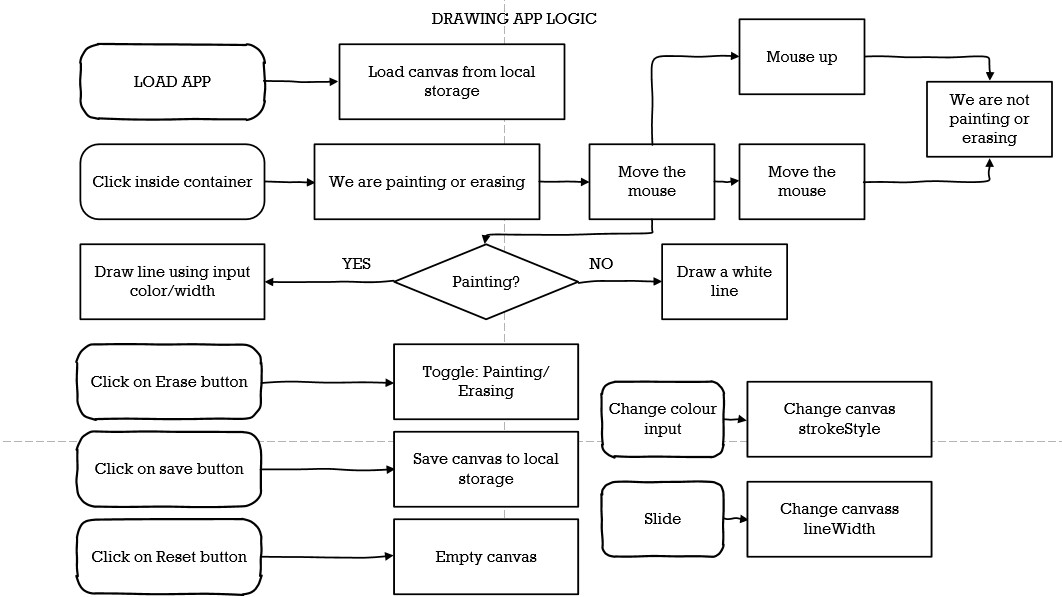 DRAWING APP LOGIC
LOAD APP
Load canvas from local
storage
Mouse up
We are not
painting or
erasing
Click inside container
We are painting or erasing
Move the
mouse
Move the
mouse
Draw line using input
color/width
YES
Painting?
NO
Draw a white
line
Click on Erase button
Toggle: Painting/
Erasing
Change colour
input
Change canvas
strokeStyle
Click on save button
Save canvas to local
storage
Slide
Change canvass
lineWidth
Click on Reset button
Empty canvas